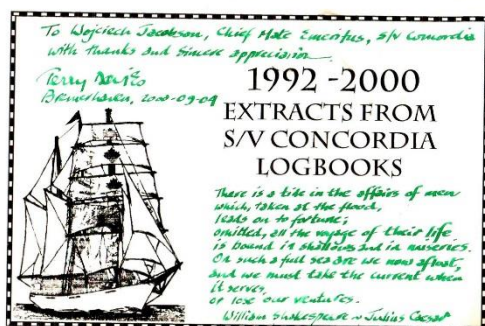 To Wojciech Jacobson, Chief Mate Emeritus, S/V Concordia
with thanks and sincere appreciation
Terry Davies
Bremerhaven, 2000-09-09
1992 -2000
EXTRACTS FROM
S/V CONCORDIA
LOGBOOKS
There is a tide in the affairs of men
which, taken at the flood,
leads on to fortune;
omitted, all the voyage of their life
is bound in shallows and in miseries.
On such a full sea are we now afloat,
and we must take the current when
it serves,
or lose our ventures.
William Shakespeare ~ Julius Caesar